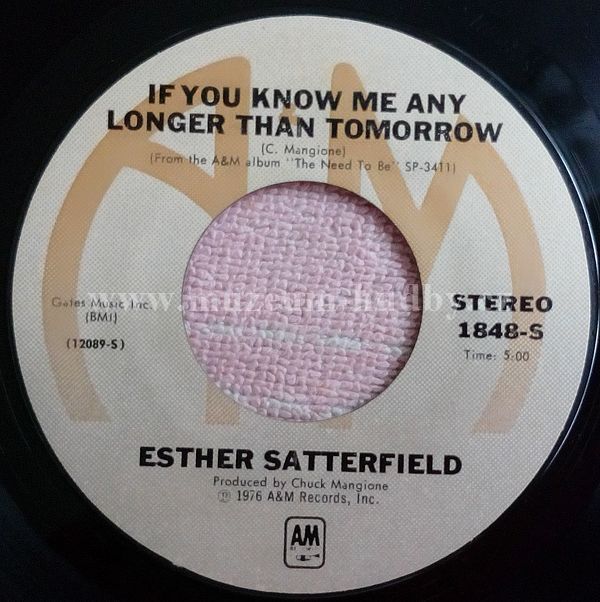 IF YOU KNOW ME ANY
LONGER THAN TOMORROW
(C. Mangione)
(From the A&M album "The Need To Be" SP-3411)
Gates Music Inc.
(BMI)
(12089-S)
STEREO
1848-S
Time: 5:00
ESTHER SATTERFIELD
Produced by Chuck Mangione
℗ 1976 A&M Records, Inc.
AM